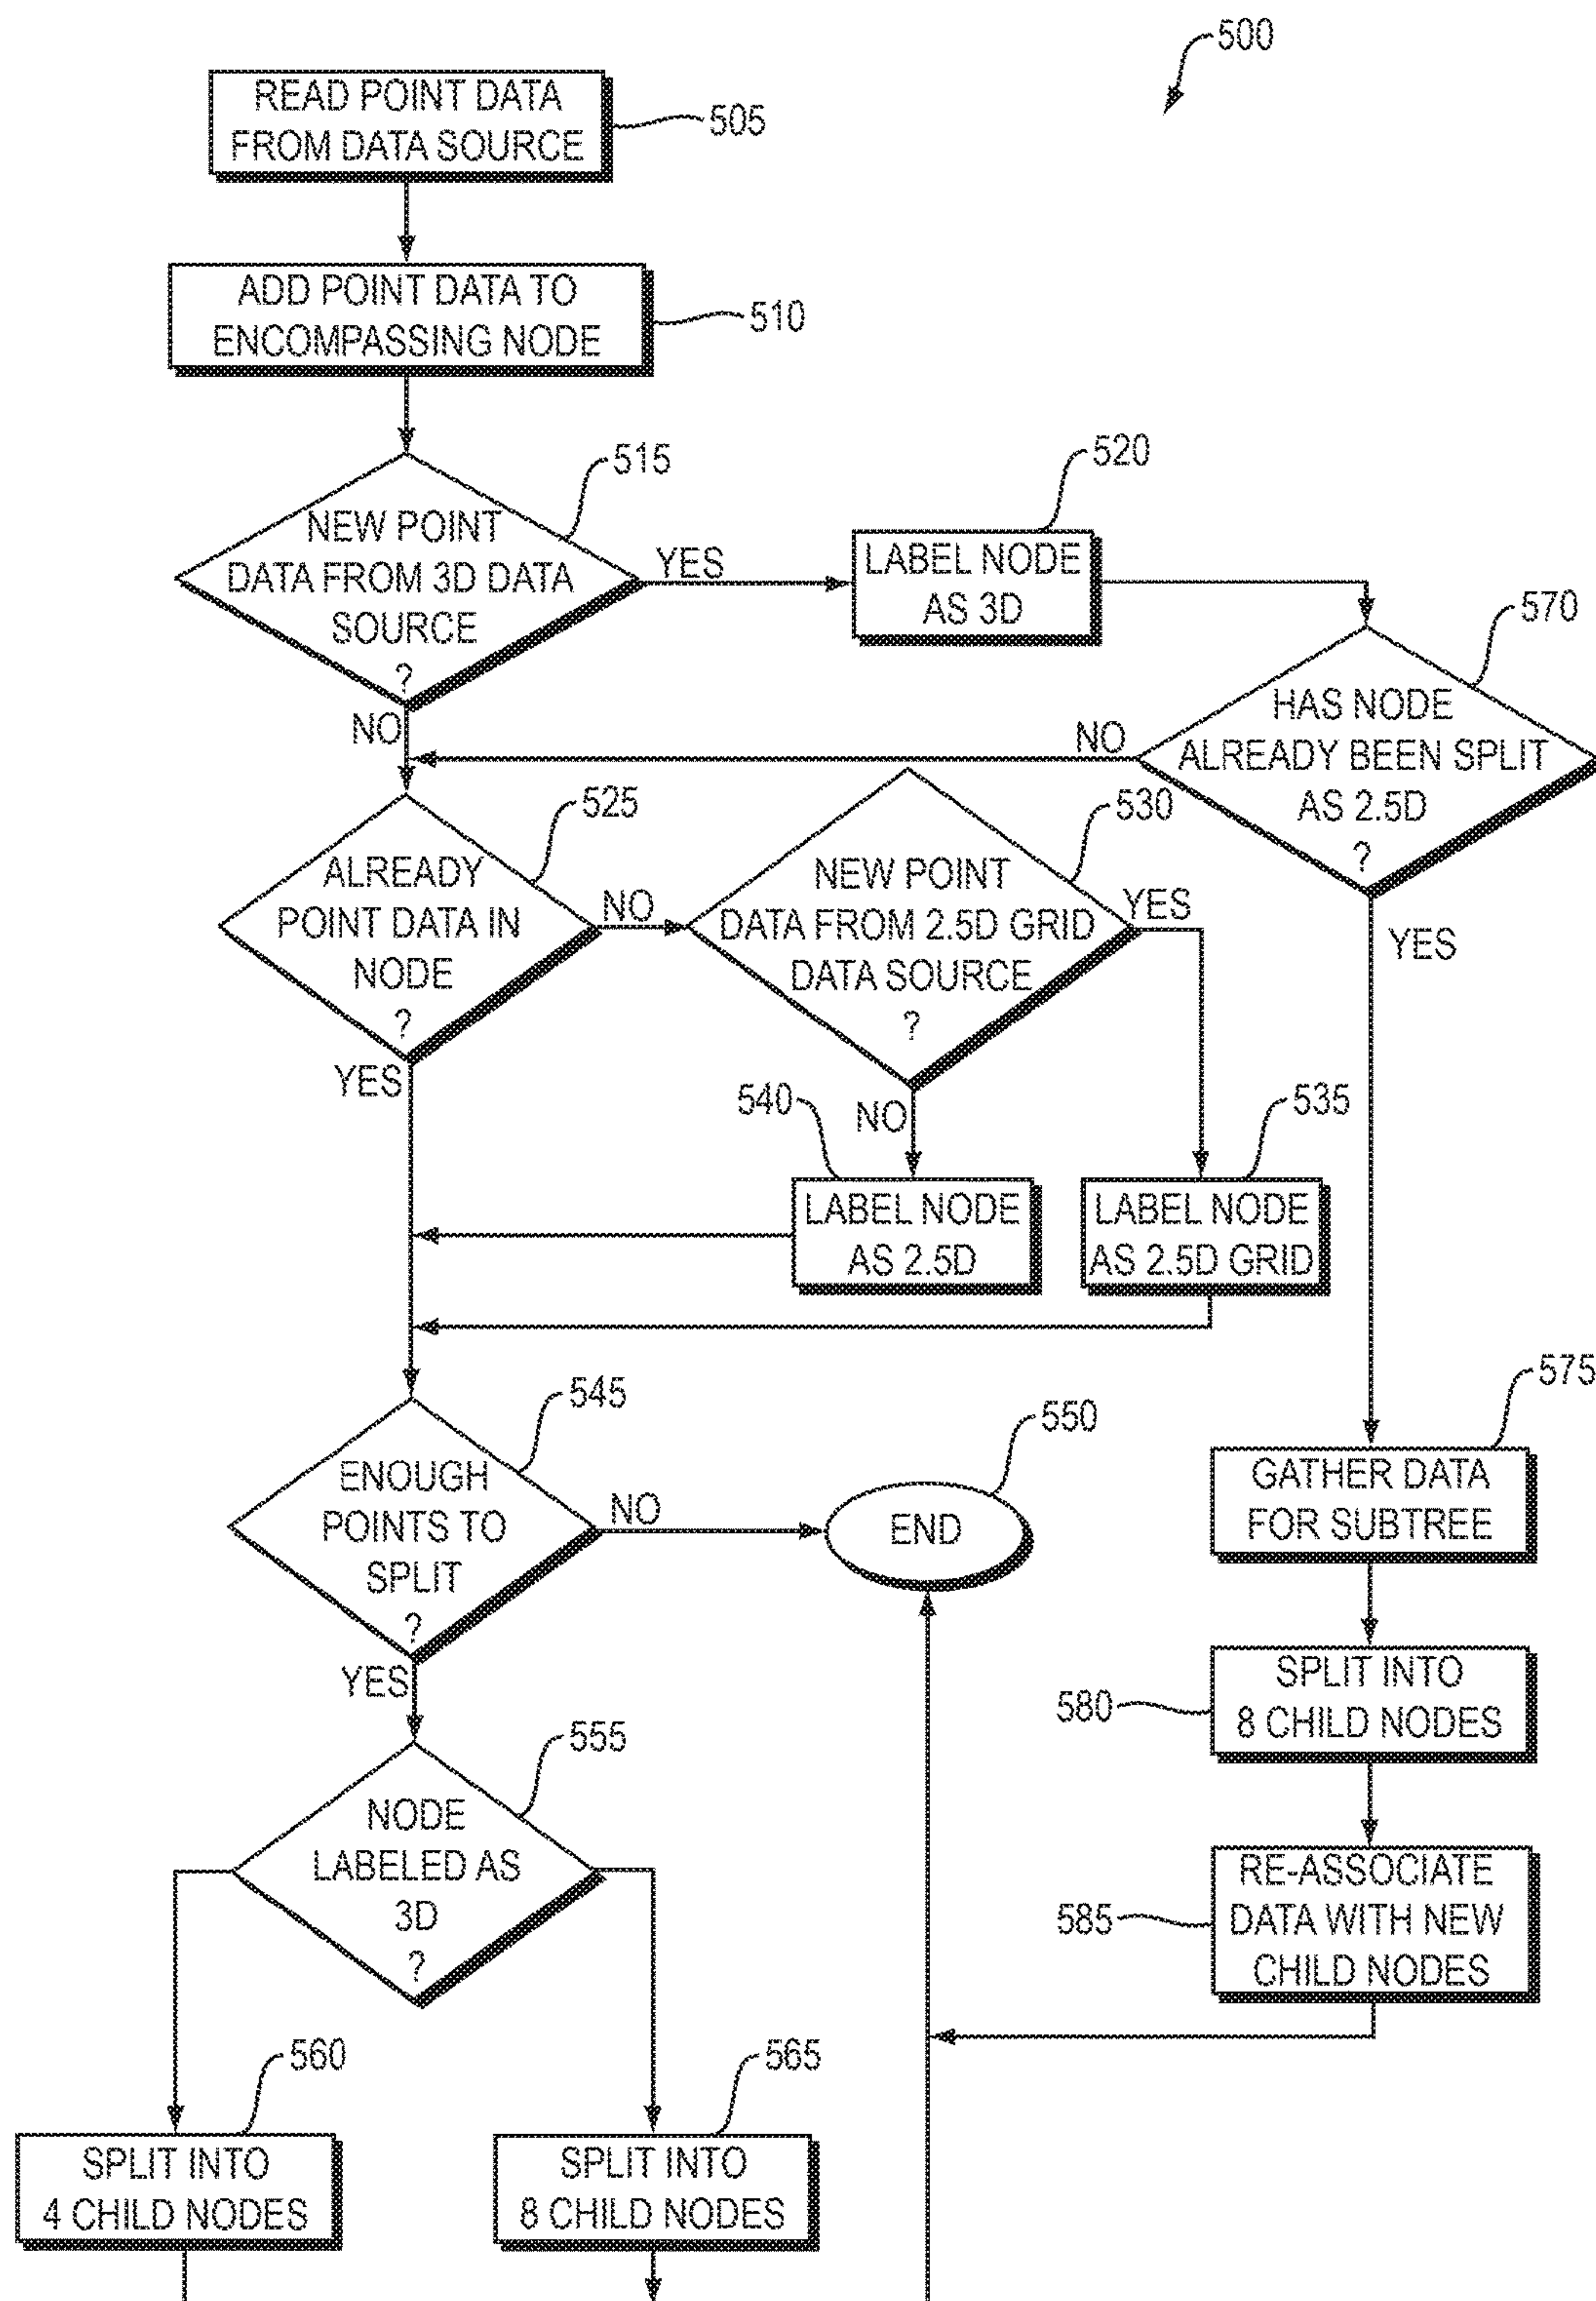 500
READ POINT DATA
FROM DATA SOURCE
505
ADD POINT DATA TO
ENCOMPASSING NODE
510
515
NEW POINT
DATA FROM 3D DATA
SOURCE
?
YES
NO
520
LABEL NODE
AS 3D
570
HAS NODE
ALREADY BEEN SPLIT
AS 2.5D
?
NO
YES
525
ALREADY
POINT DATA IN
NODE
?
NO
YES
530
NEW POINT
DATA FROM 2.5D GRID
DATA SOURCE
?
YES
NO
540
LABEL NODE
AS 2.5D
535
LABEL NODE
AS 2.5D GRID
545
ENOUGH
POINTS TO
SPLIT
?
NO
YES
550
END
575
GATHER DATA
FOR SUBTREE
580
SPLIT INTO
8 CHILD NODES
585
RE-ASSOCIATE
DATA WITH NEW
CHILD NODES
555
NODE
LABELED AS
3D
?
560
SPLIT INTO
4 CHILD NODES
565
SPLIT INTO
8 CHILD NODES